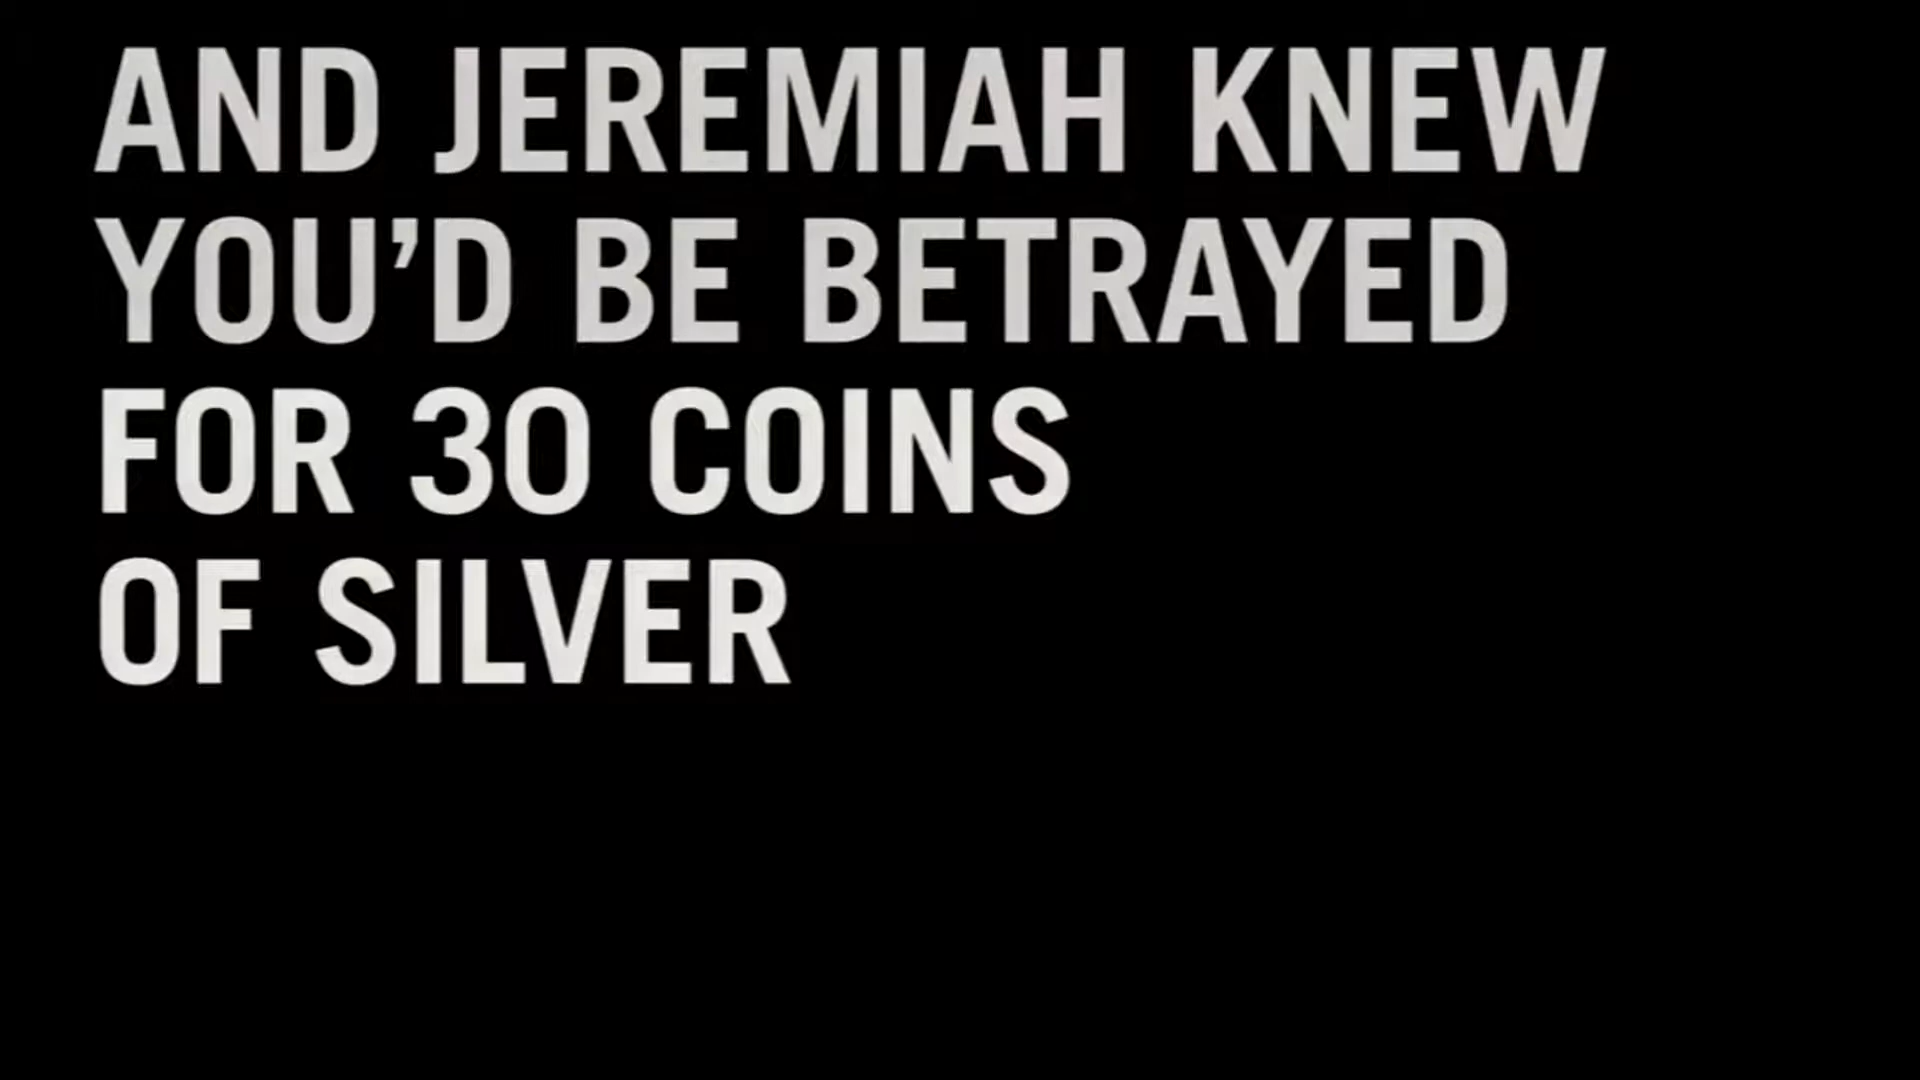 AND JEREMIAH KNEW
YOU’D BE BETRAYED
FOR 30 COINS
OF SILVER